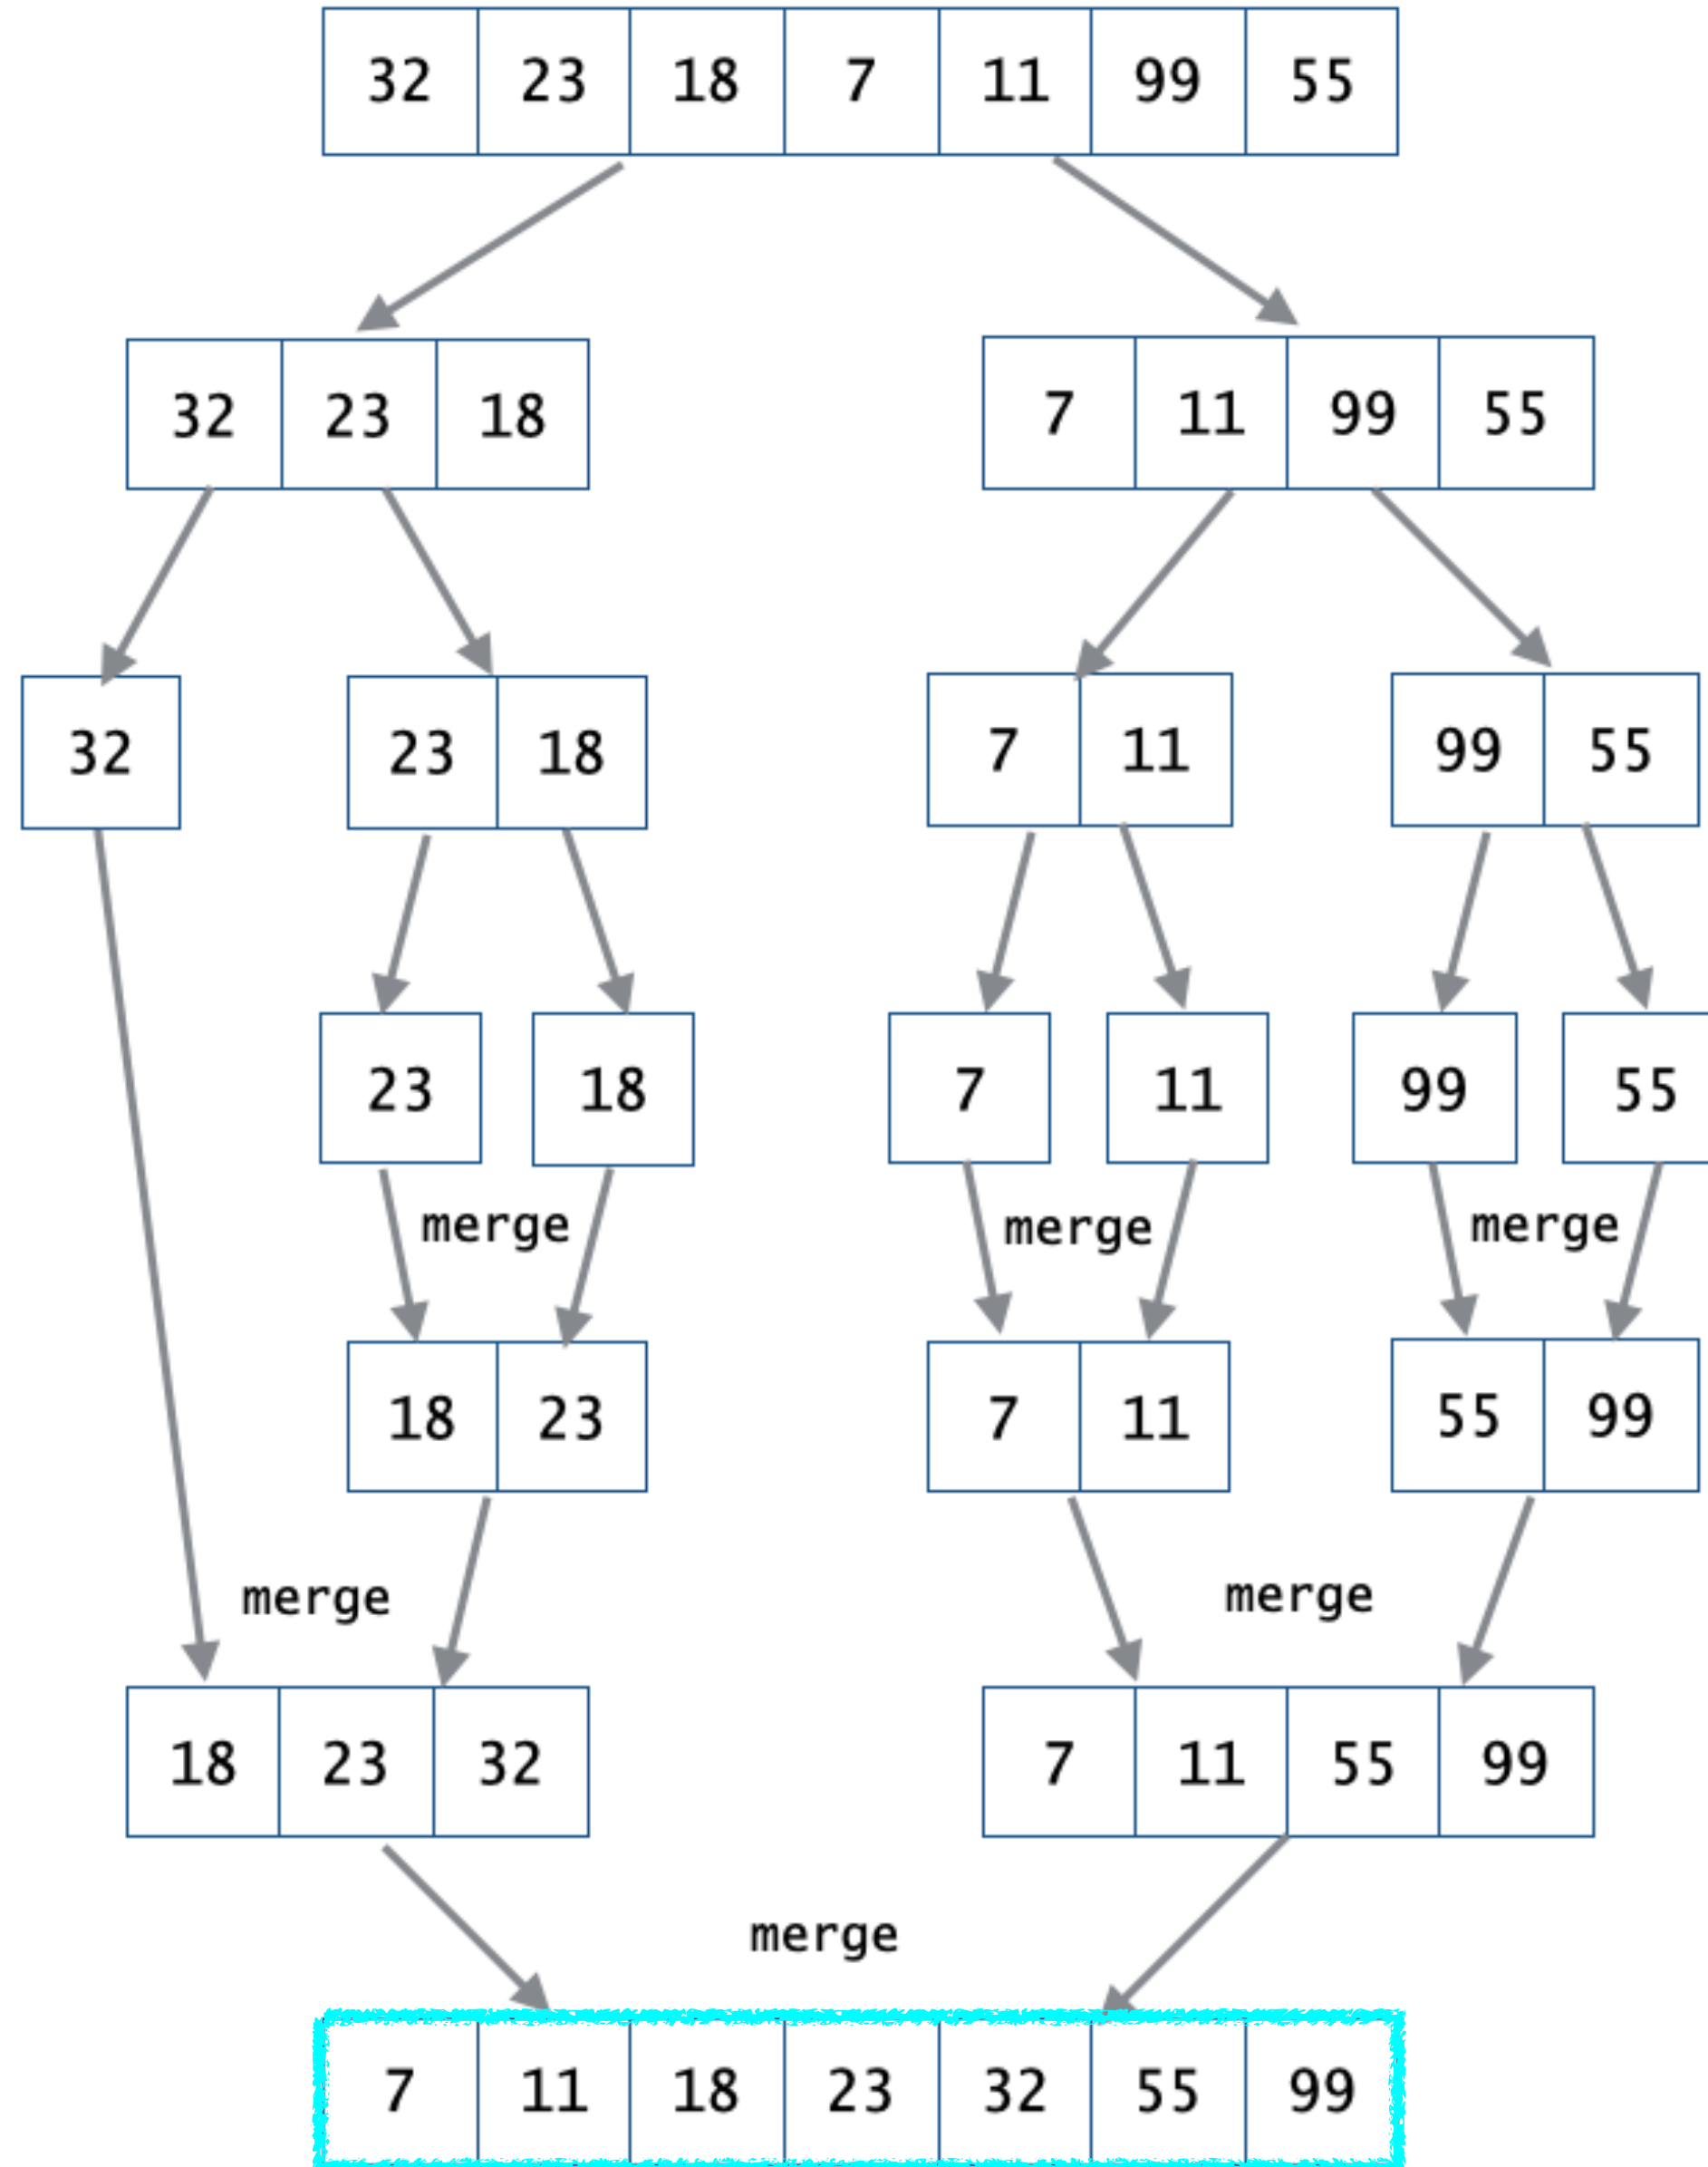 32 23 18 7 11 99 55
32 23 18 7 11 99 55
32 23 18 7 11 99 55
23 18 7 11 99 55
merge merge merge
18 23 7 11 55 99
merge merge
18 23 32 7 11 55 99
merge
7 11 18 23 32 55 99